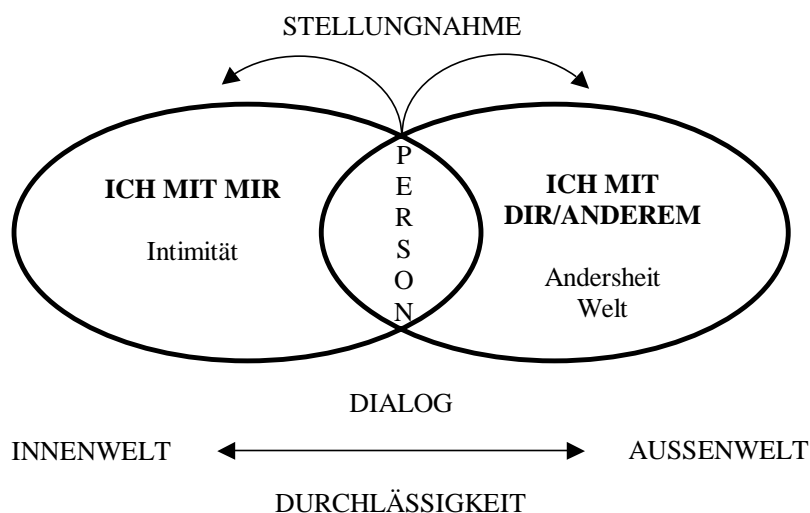 STELLUNGNAHME
ICH MIT MIR
Intimität
P
E
R
S
O
N
ICH MIT
DIR/ANDEREM
Andersheit
Welt
DIALOG
INNENWELT
AUSSENWELT
DURCHLÄSSIGKEIT